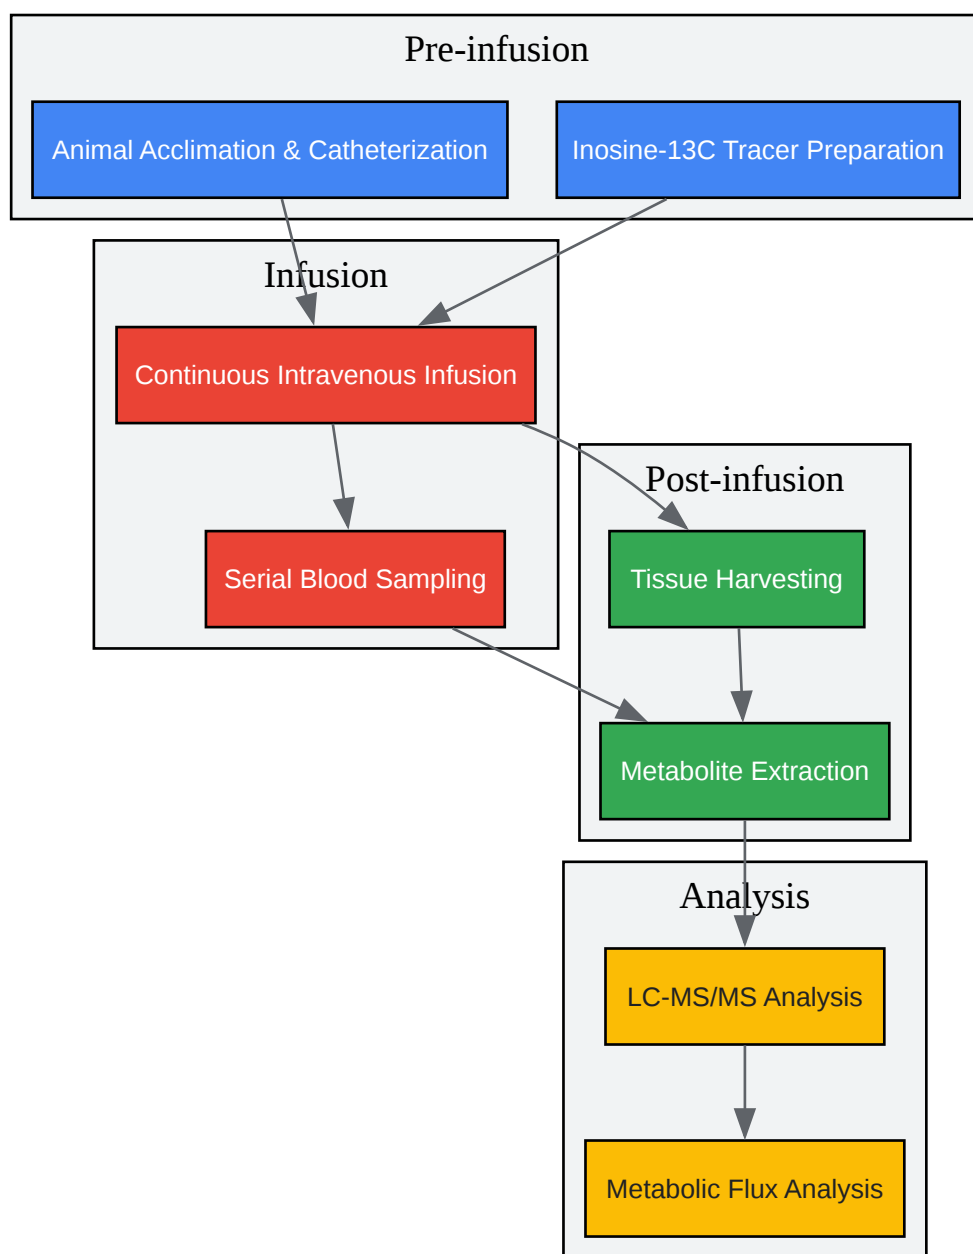 Pre-infusion
Animal Acclimation & Catheterization
Inosine-13C Tracer Preparation
Infusion
Continuous Intravenous Infusion
Post-infusion
Serial Blood Sampling
Tissue Harvesting
Metabolite Extraction
Analysis
LC-MS/MS Analysis
Metabolic Flux Analysis